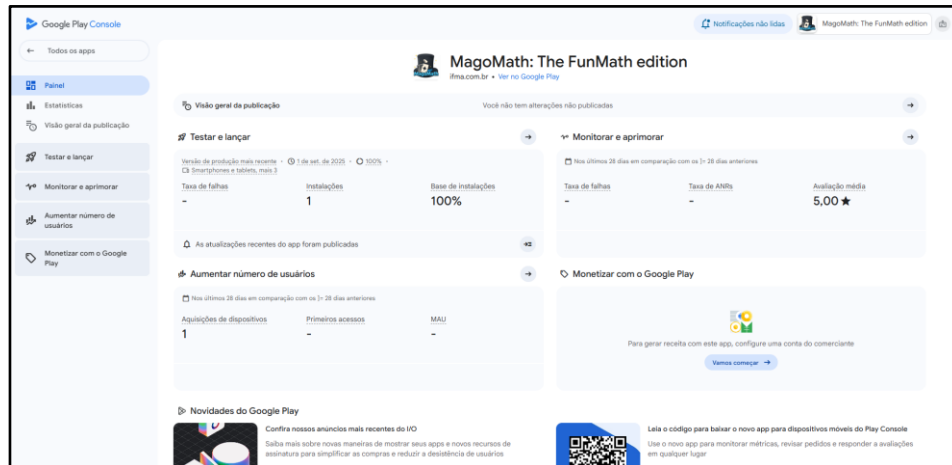 Google Play Console
Notificações não lidas
MagoMath: The FunMath edition
Todos os apps
MagoMath: The FunMath edition
ifma.com.br • Ver no Google Play
Painel
Estatísticas
Visão geral da publicação
Testar e lançar
Monitorar e aprimorar
Aumentar número de
usuários
Monetizar com o Google
Play
Visão geral da publicação
Você não tem alterações não publicadas
Testar e lançar
Versão de produção mais recente • 1 de set. de 2025 • 100% •
Smartphones e tablets, mais 3
Taxa de falhas
Instalações
Base de instalações
-
1
100%
As atualizações recentes do app foram publicadas
Monitorar e aprimorar
Nos últimos 28 dias em comparação com os |= 28 dias anteriores
Taxa de falhas
Taxa de ANRs
Avaliação média
-
-
5,00 ★
Aumentar número de usuários
Nos últimos 28 dias em comparação com os |= 28 dias anteriores
Aquisições de dispositivos
Primeiros acessos
MAU
1
-
-
Monetizar com o Google Play
Para gerar receita com este app, configure uma conta do comerciante
Vamos começar →
Novidades do Google Play
Confira nossos anúncios mais recentes do I/O
Saiba mais sobre novas maneiras de mostrar seus apps e novos recursos de
assinatura para simplificar as compras e reduzir a desistência de usuários
Leia o código para baixar o novo app para dispositivos móveis do Play Console
Use o novo app para monitorar métricas, revisar pedidos e responder a avaliações
em qualquer lugar